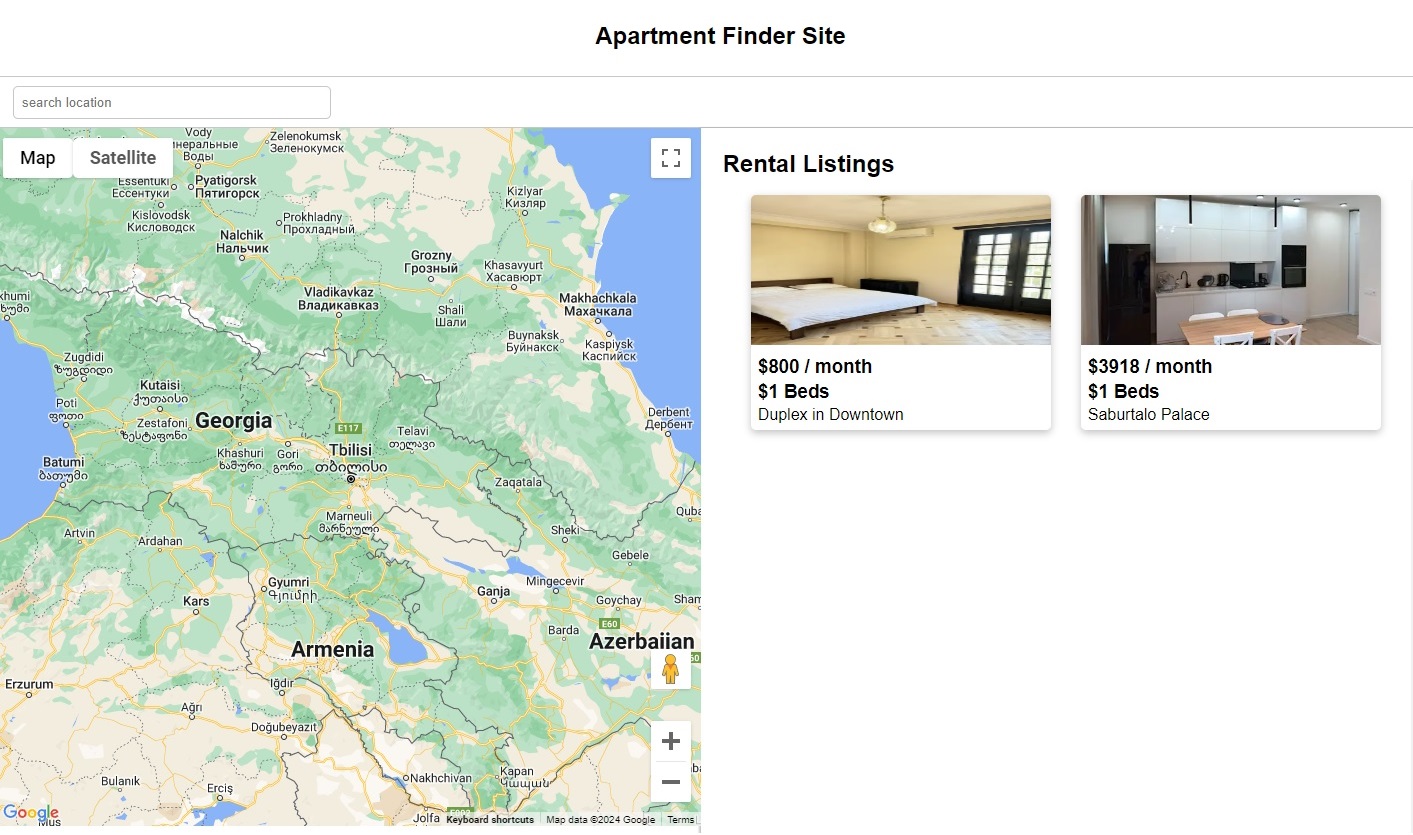 Apartment Finder Site
search location
Map
Satellite
Vody
Воды
Zelenokumsk
Зеленокумск
Essentuki
Ессентуки
Pyatigorsk
Пятигорск
Kislovodsk
Кисловодск
Prokhladny
Прохладный
Kizlyar
Кизляр
Nalchik
Нальчик
Grozny
Грозный
Khasavyurt
Хасавюрт
Vladikavkaz
Владикавказ
Shali
Шали
Makhachkala
Махачкала
Buynaksk
Буйнакск
Kaspiysk
Каспийск
Zugdidi
ზუგდიდი
Kutaisi
ქუთაისი
Poti
ფოთი
Zestafoni
ზესტაფონი
Georgia
E117
Derbent
Дербент
Telavi
თელავი
Khashuri
ხაშური
Gori
გორი
Tbilisi
თბილისი
Batumi
ბათუმი
Zaqatala
Marneuli
მარნეული
Artvin
Ardahan
Sheki
Gebele
Gyumri
Գյումրի
Mingecevir
Ganja
Kars
Goychay
E60
Barda
Armenia
Azerbaijan
Erzurum
Iğdır
Ağrı
Doğubeyazıt
Bulanık
Nakhchivan
Kapan
Կապան
Erciş
Google
Jolfa
Keyboard shortcuts
Map data ©2024 Google
Terms
Rental Listings
$800 / month
$1 Beds
Duplex in Downtown
$3918 / month
$1 Beds
Saburtalo Palace